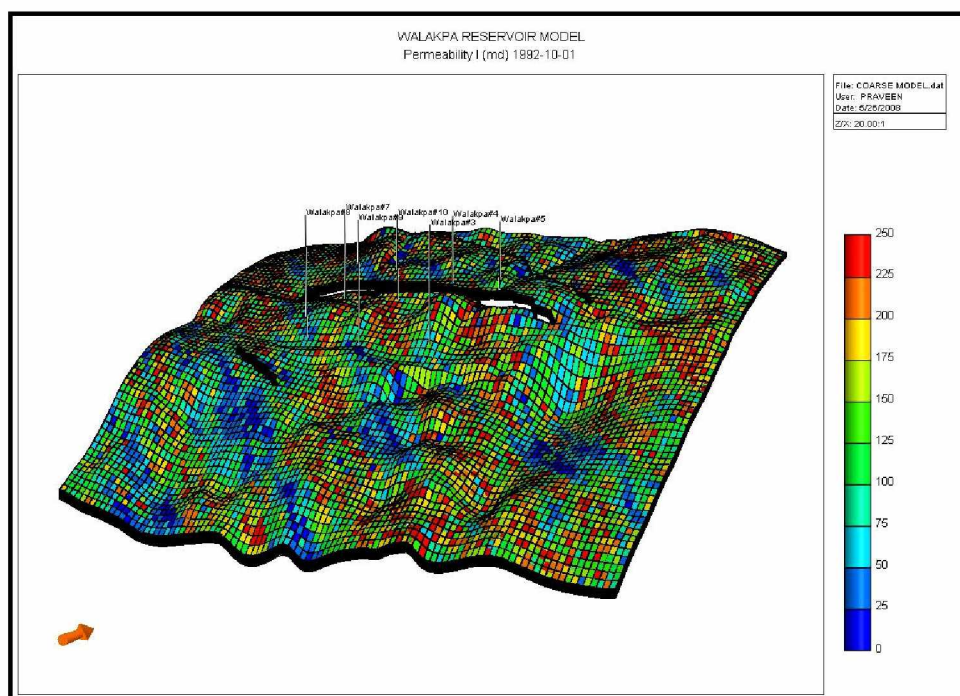 WALAKPA RESERVOIR MODEL
Permeability I (md) 1992-10-01
File: COARSE MODEL.dat
User: PRAVEEN
Date: 6/26/2008
Z/X: 20.00:1
Walakpa#7
Walakpa#10
Walakpa#4
Walakpa#3
Walakpa#5
250
225
200
175
150
125
100
75
50
25
0